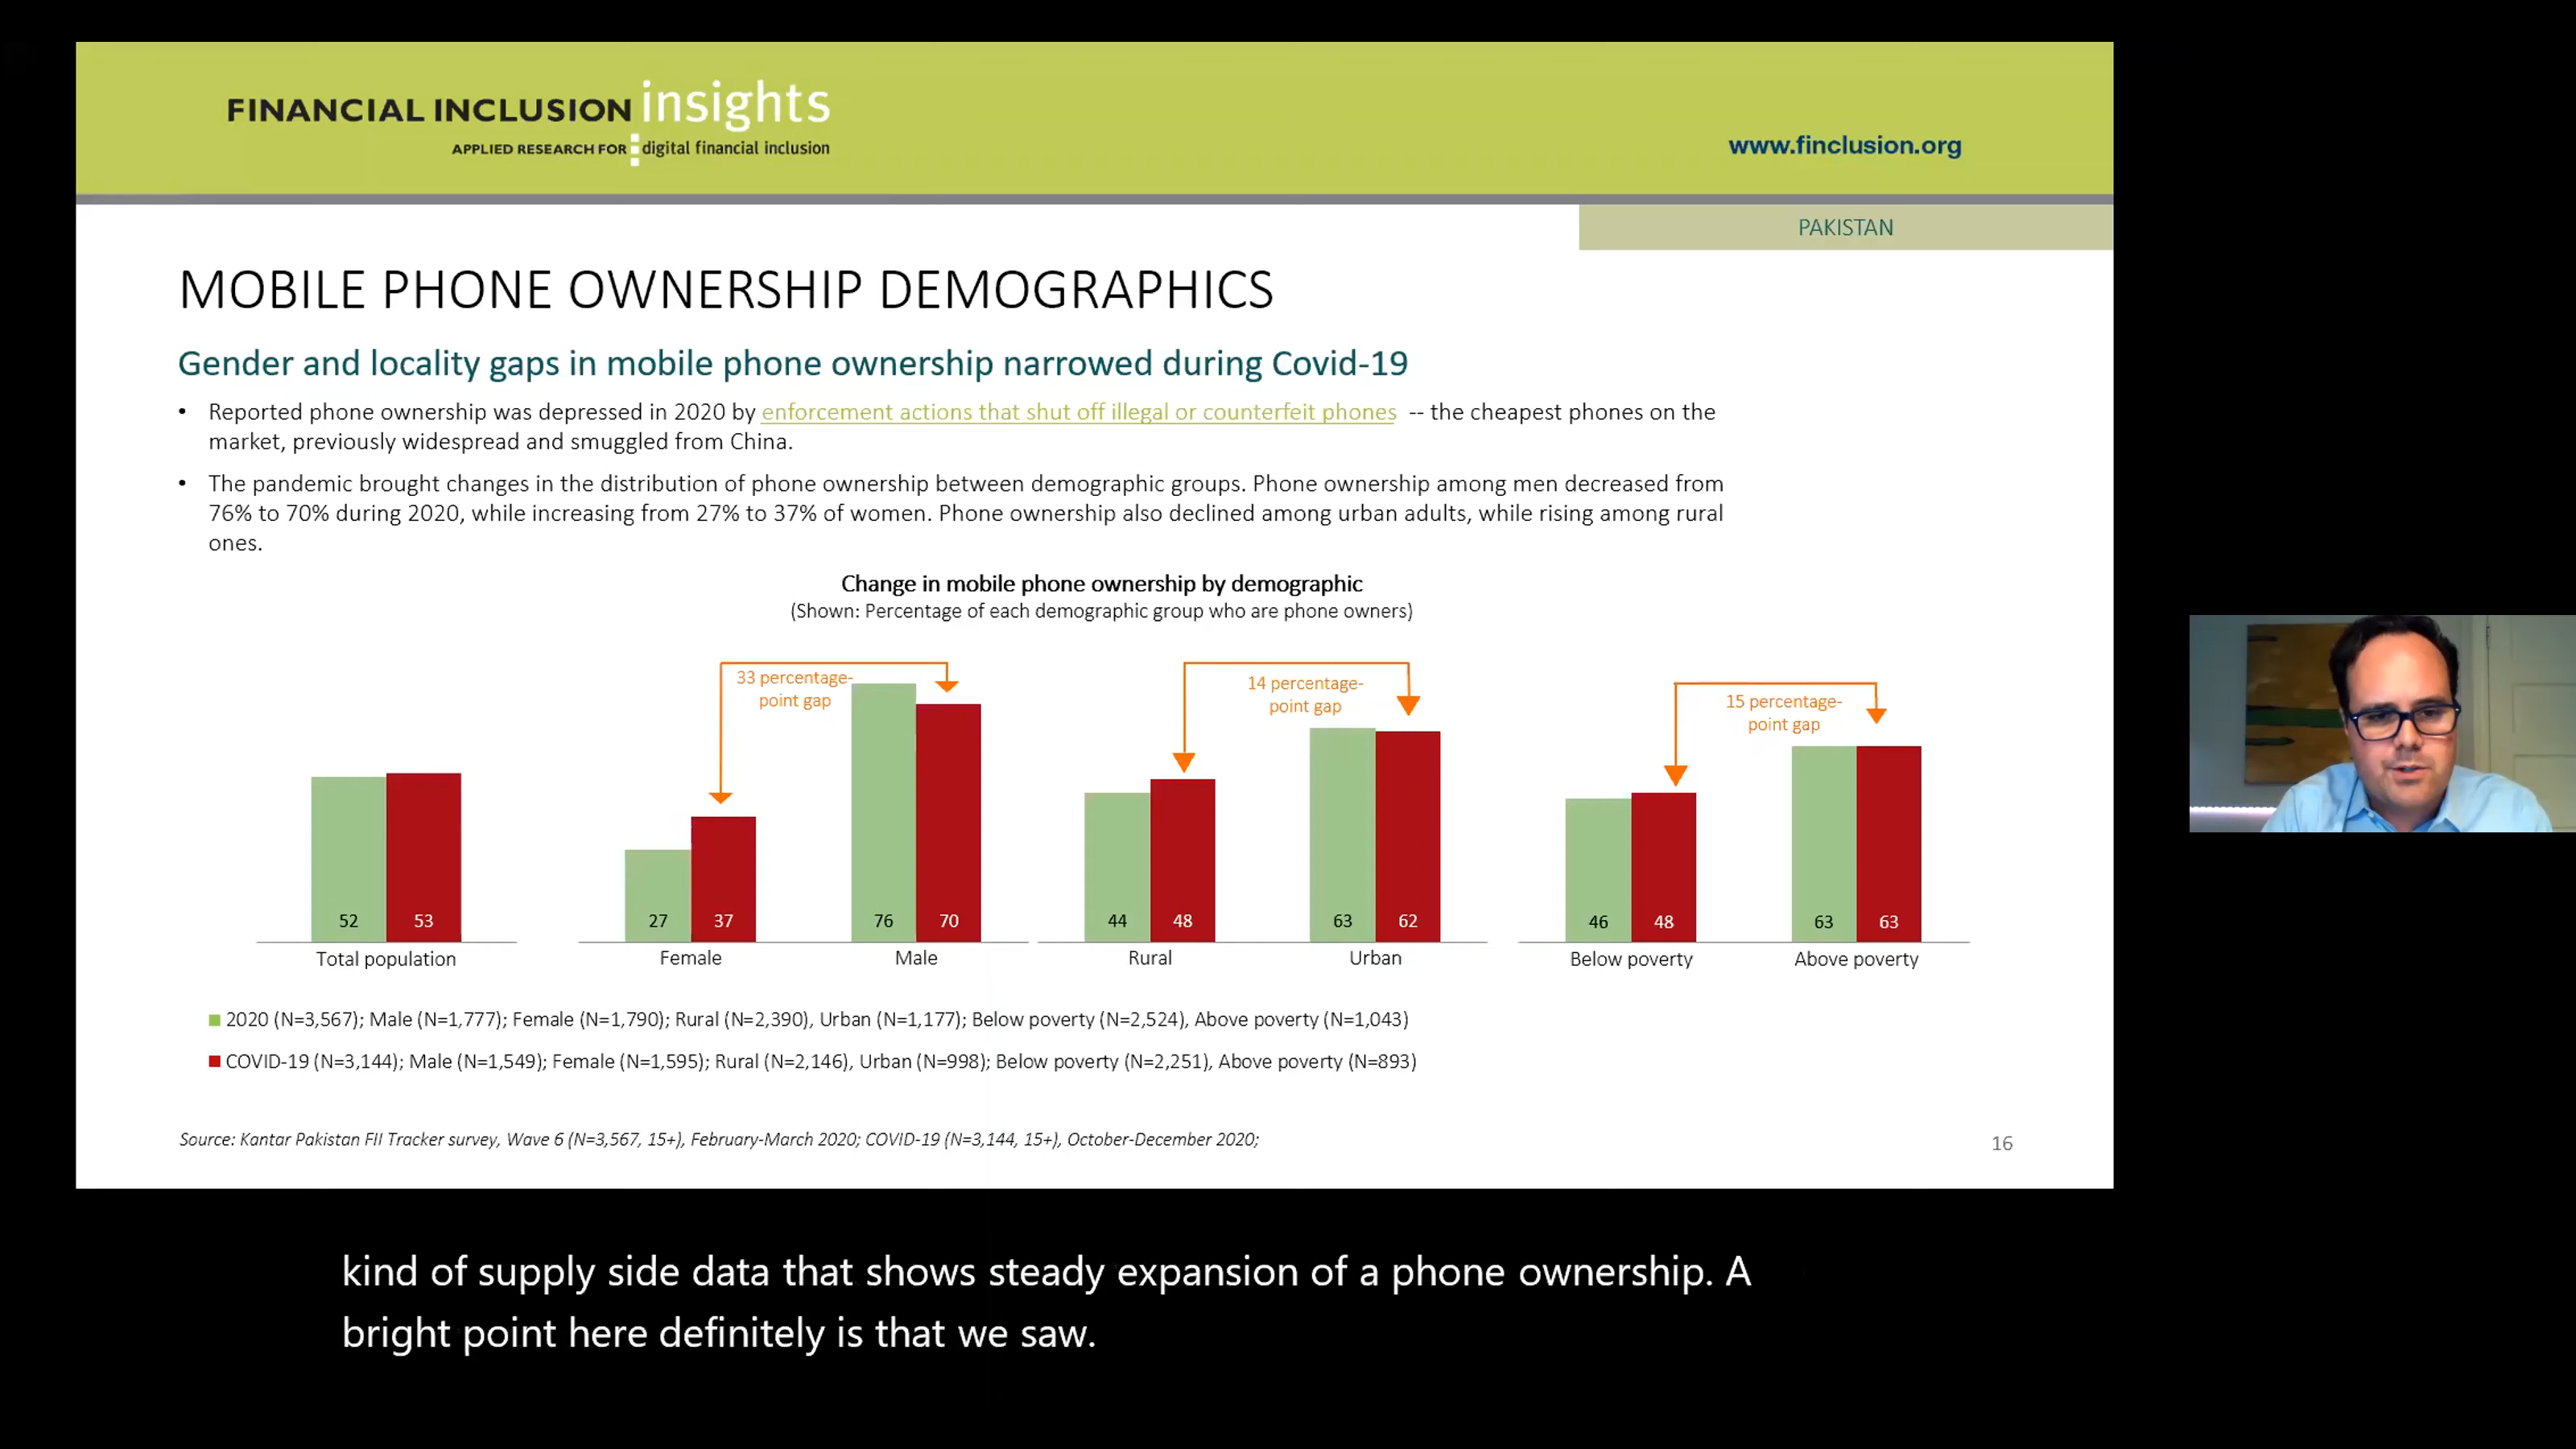 FINANCIAL INCLUSION insights
APPLIED RESEARCH FOR digital financial inclusion
www.finclusion.org
PAKISTAN
MOBILE PHONE OWNERSHIP DEMOGRAPHICS
Gender and locality gaps in mobile phone ownership narrowed during Covid-19
• Reported phone ownership was depressed in 2020 by enforcement actions that shut off illegal or counterfeit phones -- the cheapest phones on the
market, previously widespread and smuggled from China.
• The pandemic brought changes in the distribution of phone ownership between demographic groups. Phone ownership among men decreased from
76% to 70% during 2020, while increasing from 27% to 37% of women. Phone ownership also declined among urban adults, while rising among rural
ones.
Change in mobile phone ownership by demographic
(Shown: Percentage of each demographic group who are phone owners)
33 percentage-
point gap
14 percentage-
point gap
15 percentage-
point gap
52 53 27 37 76 70 44 48 63 62 46 48 63 63
Total population Female Male Rural Urban Below poverty Above poverty
2020 (N=3,567); Male (N=1,777); Female (N=1,790); Rural (N=2,390), Urban (N=1,177); Below poverty (N=2,524), Above poverty (N=1,043)
COVID-19 (N=3,144); Male (N=1,549); Female (N=1,595); Rural (N=2,146), Urban (N=998); Below poverty (N=2,251), Above poverty (N=893)
Source: Kantar Pakistan FII Tracker survey, Wave 6 (N=3,567, 15+), February-March 2020; COVID-19 (N=3,144, 15+), October-December 2020;
16
kind of supply side data that shows steady expansion of a phone ownership. A
bright point here definitely is that we saw.